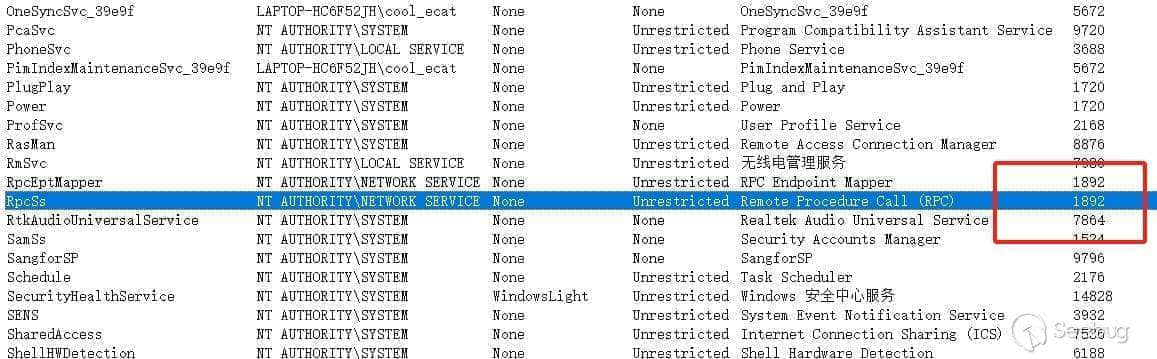 OneSyncSvc_39e9f LAPTOP-HC6F52JH\cool_ecat None None OneSyncSvc_39e9f 5672
PcaSvc NT AUTHORITY\SYSTEM None Unrestricted Program Compatibility Assistant Service 9720
PhoneSvc NT AUTHORITY\LOCAL SERVICE None Unrestricted Phone Service 3688
PimIndexMaintenanceSvc_39e9f LAPTOP-HC6F52JH\cool_ecat None None PimIndexMaintenanceSvc_39e9f 5672
PlugPlay NT AUTHORITY\SYSTEM None Unrestricted Plug and Play 1720
Power NT AUTHORITY\SYSTEM None Unrestricted Power 1720
ProfSvc NT AUTHORITY\SYSTEM None None User Profile Service 2168
RasMan NT AUTHORITY\SYSTEM None Unrestricted Remote Access Connection Manager 8876
RmSvc NT AUTHORITY\LOCAL SERVICE None Unrestricted 无线电管理服务
RpcEptMapper NT AUTHORITY\NETWORK SERVICE None Unrestricted RPC Endpoint Mapper 1892
RpcSs NT AUTHORITY\NETWORK SERVICE None Unrestricted Remote Procedure Call (RPC) 1892
RtkAudioUniversalService NT AUTHORITY\SYSTEM None None Realtek Audio Universal Service 7864
SamSs NT AUTHORITY\SYSTEM None None Security Accounts Manager 1524
SangforSP NT AUTHORITY\SYSTEM None None SangforSP 9796
Schedule NT AUTHORITY\SYSTEM None Unrestricted Task Scheduler 2176
SecurityHealthService NT AUTHORITY\SYSTEM WindowsLight Unrestricted Windows 安全中心服务 14828
SENS NT AUTHORITY\SYSTEM None Unrestricted System Event Notification Service 3932
SharedAccess NT AUTHORITY\SYSTEM None Unrestricted Internet Connection Sharing (ICS)
ShellHWDetection NT AUTHORITY\SYSTEM None Unrestricted Shell Hardware Detection 6188
Seebug